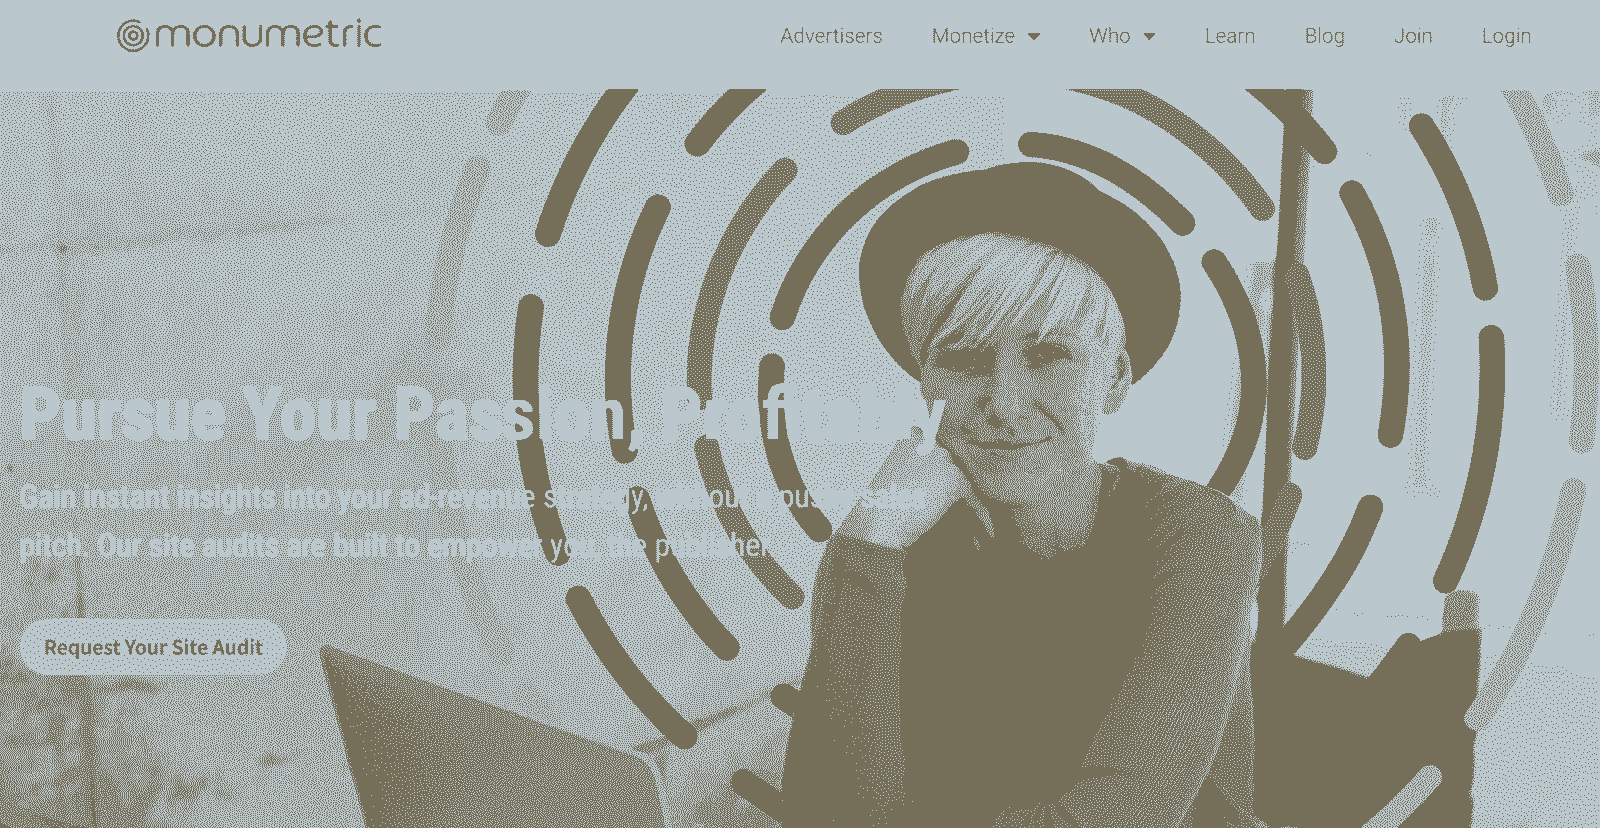 monumetric
Advertisers
Monetize
Who
Learn
Blog
Join
Login
Pursue Your Passion, Profitably
Gain instant insights into your ad-revenue strategy, without a pushy sales
pitch. Our site audits are built to empower you, the publisher.
Request Your Site Audit